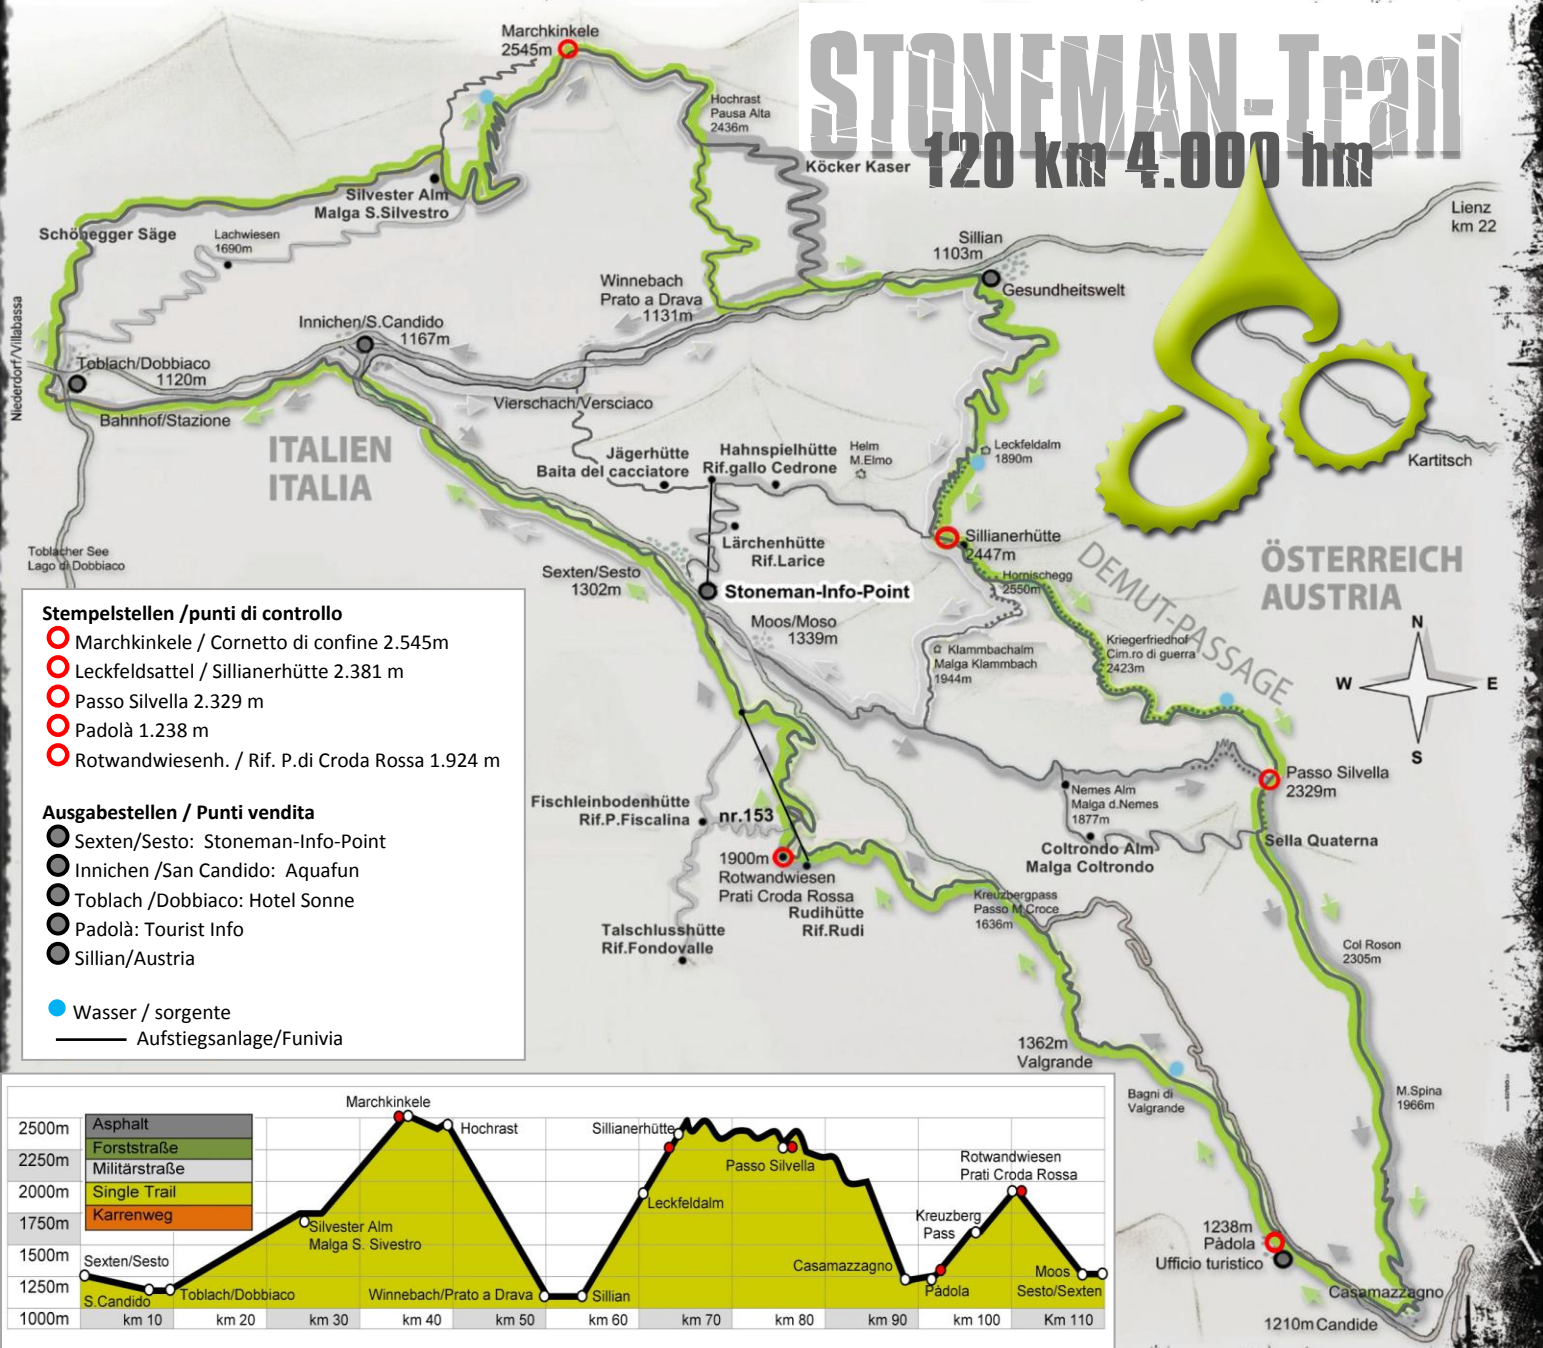 STONEMAN-Trail
120 km 4.000 hm
Marchkinkele
2545m
Hochrast
Pausa Alta
2436m
Köcker Kaser
Silvester Alm
Malga S.Silvestro
Schönegger Säge
Lachwiesen
1690m
Lienz
km 22
Sillian
1103m
Gesundheitswelt
Winnebach
Prato a Drava
1131m
Innichen/S.Candido
1167m
Niederdorf/Villabassa
Toblach/Dobbiaco
1120m
Bahnhof/Stazione
Vierschach/Versciaco
ITALIEN
ITALIA
Jägerhütte
Baita del cacciatore
Hahnspielhütte
Rif.gallo Cedrone
Helm
M.Elmo
Leckfeldalm
1890m
Kartitsch
Lärchenhütte
Rif.Larice
Sillianerhütte
2447m
Toblacher See
Lago di Dobbiaco
Sexten/Sesto
1302m
Stoneman-Info-Point
Hornischegg
2550m
DEMUT-PASSAGE
ÖSTERREICH
AUSTRIA
Moos/Moso
1339m
Klammbachalm
Malga Klammbach
1944m
Kriegerfriedhof
Cim.ro di guerra
2423m
N
W
E
S
Stempelstellen /punti di controllo
Marchkinkele / Cornetto di confine 2.545m
Leckfeldsattel / Sillianerhütte 2.381 m
Passo Silvella 2.329 m
Padolà 1.238 m
Rotwandwiesenh. / Rif. P.di Croda Rossa 1.924 m
Ausgabestellen / Punti vendita
Sexten/Sesto: Stoneman-Info-Point
Innichen /San Candido: Aquafun
Toblach /Dobbiaco: Hotel Sonne
Padolà: Tourist Info
Sillian/Austria
Wasser / sorgente
Aufstiegsanlage/Funivia
Passo Silvella
2329m
Nemes Alm
Malga d.Nemes
1877m
Coltrondo Alm
Malga Coltrondo
Sella Quaterna
Fischleinbodenhütte
Rif.P.Fiscalina
nr.153
1900m
Rotwandwiesen
Prati Croda Rossa
Rudihütte
Rif.Rudi
Kreuzbergpass
Passo M.Croce
1636m
Talschlusshütte
Rif.Fondovalle
Col Roson
2305m
1362m
Valgrande
Bagni di
Valgrande
M.Spina
1966m
1238m
Pàdola
Ufficio turistico
Casamazzagno
1210m Candide
2500m
2250m
2000m
1750m
1500m
1250m
1000m
Asphalt
Forststraße
Militärstraße
Single Trail
Karrenweg
Sexten/Sesto
S.Candido
Toblach/Dobbiaco
Silvester Alm
Malga S. Sivestro
Marchkinkele
Hochrast
Winnebach/Prato a Drava
Sillian
Sillianerhütte
Leckfeldalm
Passo Silvella
Casamazzagno
Pàdola
Kreuzberg
Pass
Rotwandwiesen
Prati Croda Rossa
Moos
Sesto/Sexten
km 10
km 20
km 30
km 40
km 50
km 60
km 70
km 80
km 90
km 100
Km 110